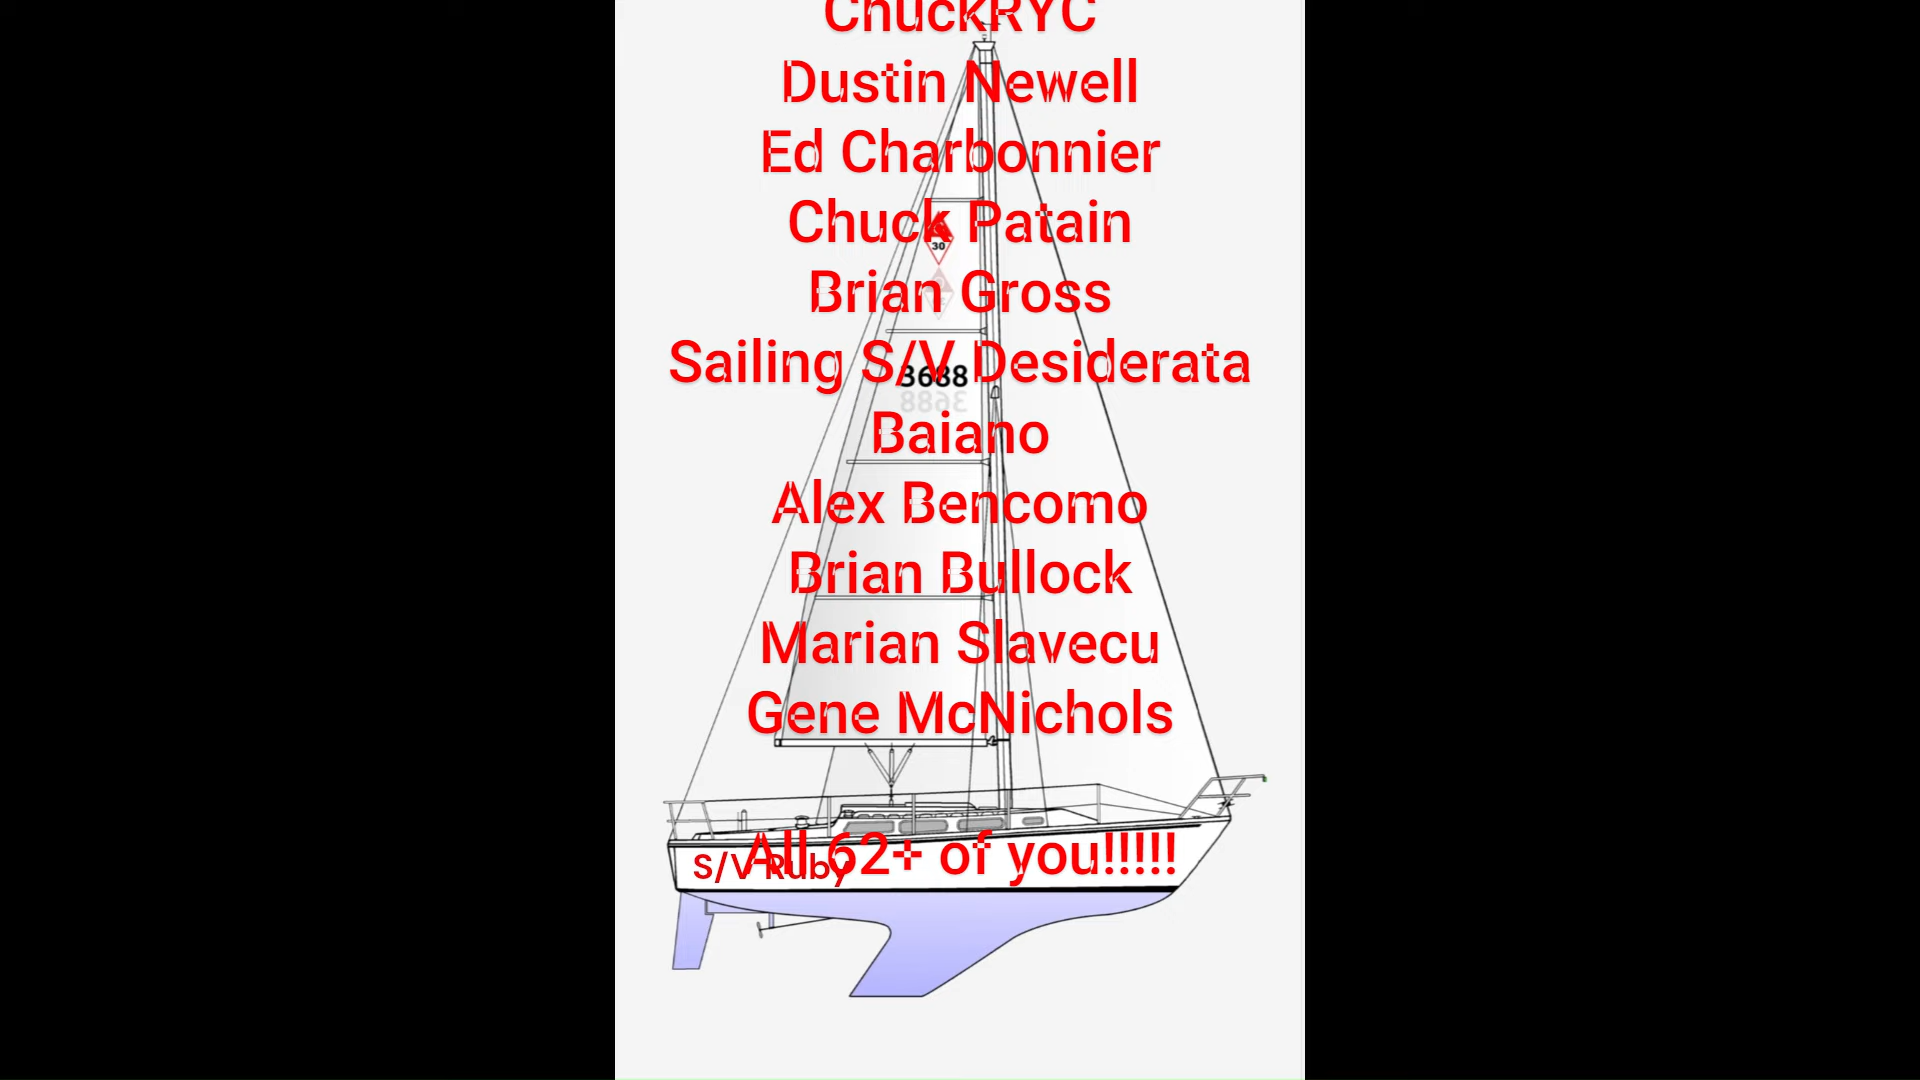 ChuckRYC
Dustin Newell
Ed Charbonnier
Chuck Patain
30
Brian Gross
Sailing S/V Desiderata
3688
Baiano
Alex Bencomo
Brian Bullock
Marian Slavecu
Gene McNichols
All 62+ of you!!!!!
S/V Ruby